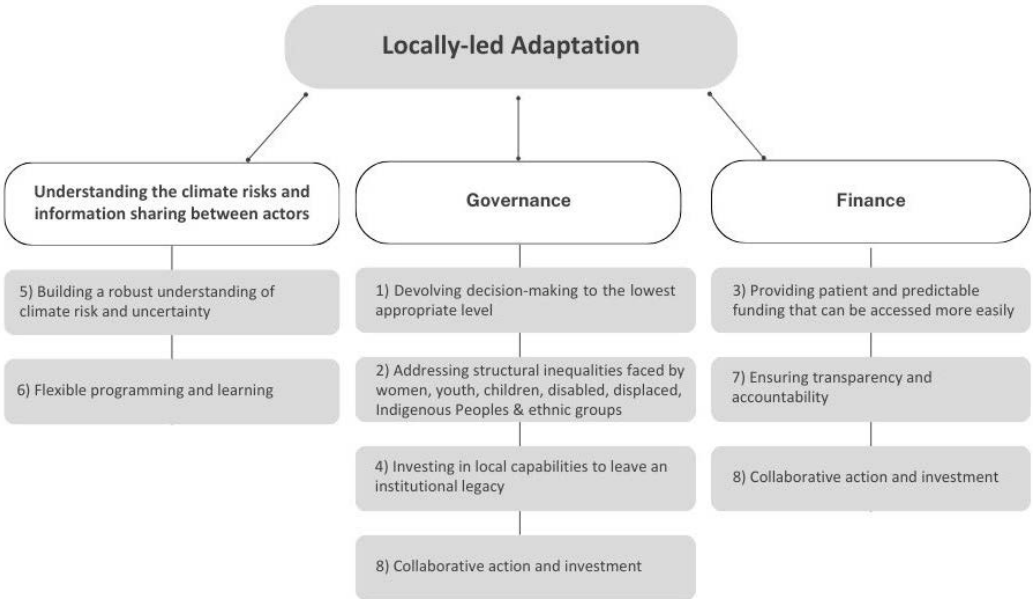 Locally-led Adaptation
Understanding the climate risks and
information sharing between actors
5) Building a robust understanding of
climate risk and uncertainty
6) Flexible programming and learning
Governance
1) Devolving decision-making to the lowest
appropriate level
2) Addressing structural inequalities faced by
women, youth, children, disabled, displaced,
Indigenous Peoples & ethnic groups
4) Investing in local capabilities to leave an
institutional legacy
8) Collaborative action and investment
Finance
3) Providing patient and predictable
funding that can be accessed more easily
7) Ensuring transparency and
accountability
8) Collaborative action and investment